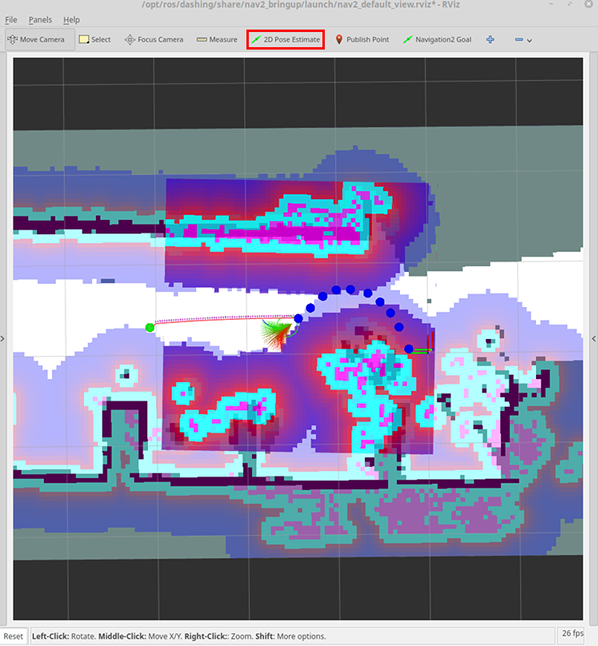 /opt/ros/dashing/share/nav2_bringup/launch/nav2_default_view.rviz* - RViz
File Panels Help
Move Camera Select Focus Camera Measure 2D Pose Estimate Publish Point Navigation2 Goal
Reset Left-Click: Rotate. Middle-Click: Move X/Y. Right-Click:: Zoom. Shift: More options. 26 fps